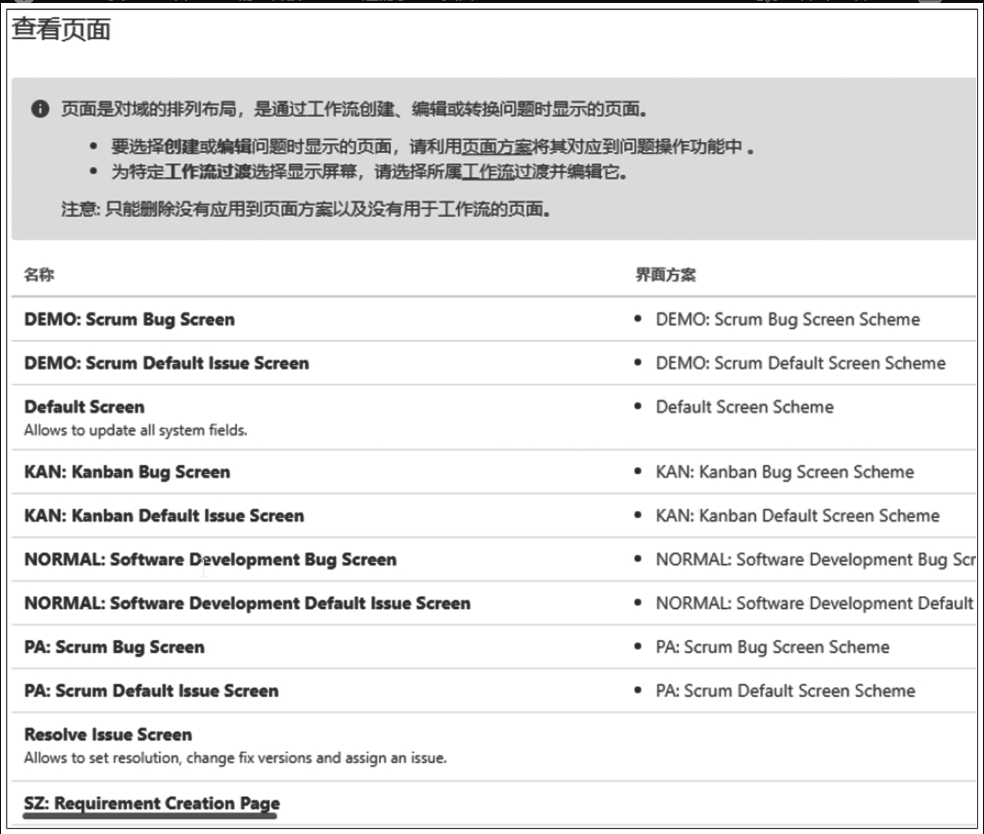 查看页面
页面是对域的排列布局，是通过工作流创建、编辑或转换问题时显示的页面。
• 要选择创建或编辑问题时显示的页面，请利用页面方案将其对应到问题操作功能中 。
• 为特定工作流过渡选择显示屏幕，请选择所属工作流过渡并编辑它。
注意: 只能删除没有应用到页面方案以及没有用于工作流的页面。
名称 界面方案
DEMO: Scrum Bug Screen • DEMO: Scrum Bug Screen Scheme
DEMO: Scrum Default Issue Screen • DEMO: Scrum Default Screen Scheme
Default Screen • Default Screen Scheme
Allows to update all system fields.
KAN: Kanban Bug Screen • KAN: Kanban Bug Screen Scheme
KAN: Kanban Default Issue Screen • KAN: Kanban Default Screen Scheme
NORMAL: Software Development Bug Screen • NORMAL: Software Development Bug Scr
NORMAL: Software Development Default Issue Screen • NORMAL: Software Development Default
PA: Scrum Bug Screen • PA: Scrum Bug Screen Scheme
PA: Scrum Default Issue Screen • PA: Scrum Default Screen Scheme
Resolve Issue Screen
Allows to set resolution, change fix versions and assign an issue.
SZ: Requirement Creation Page